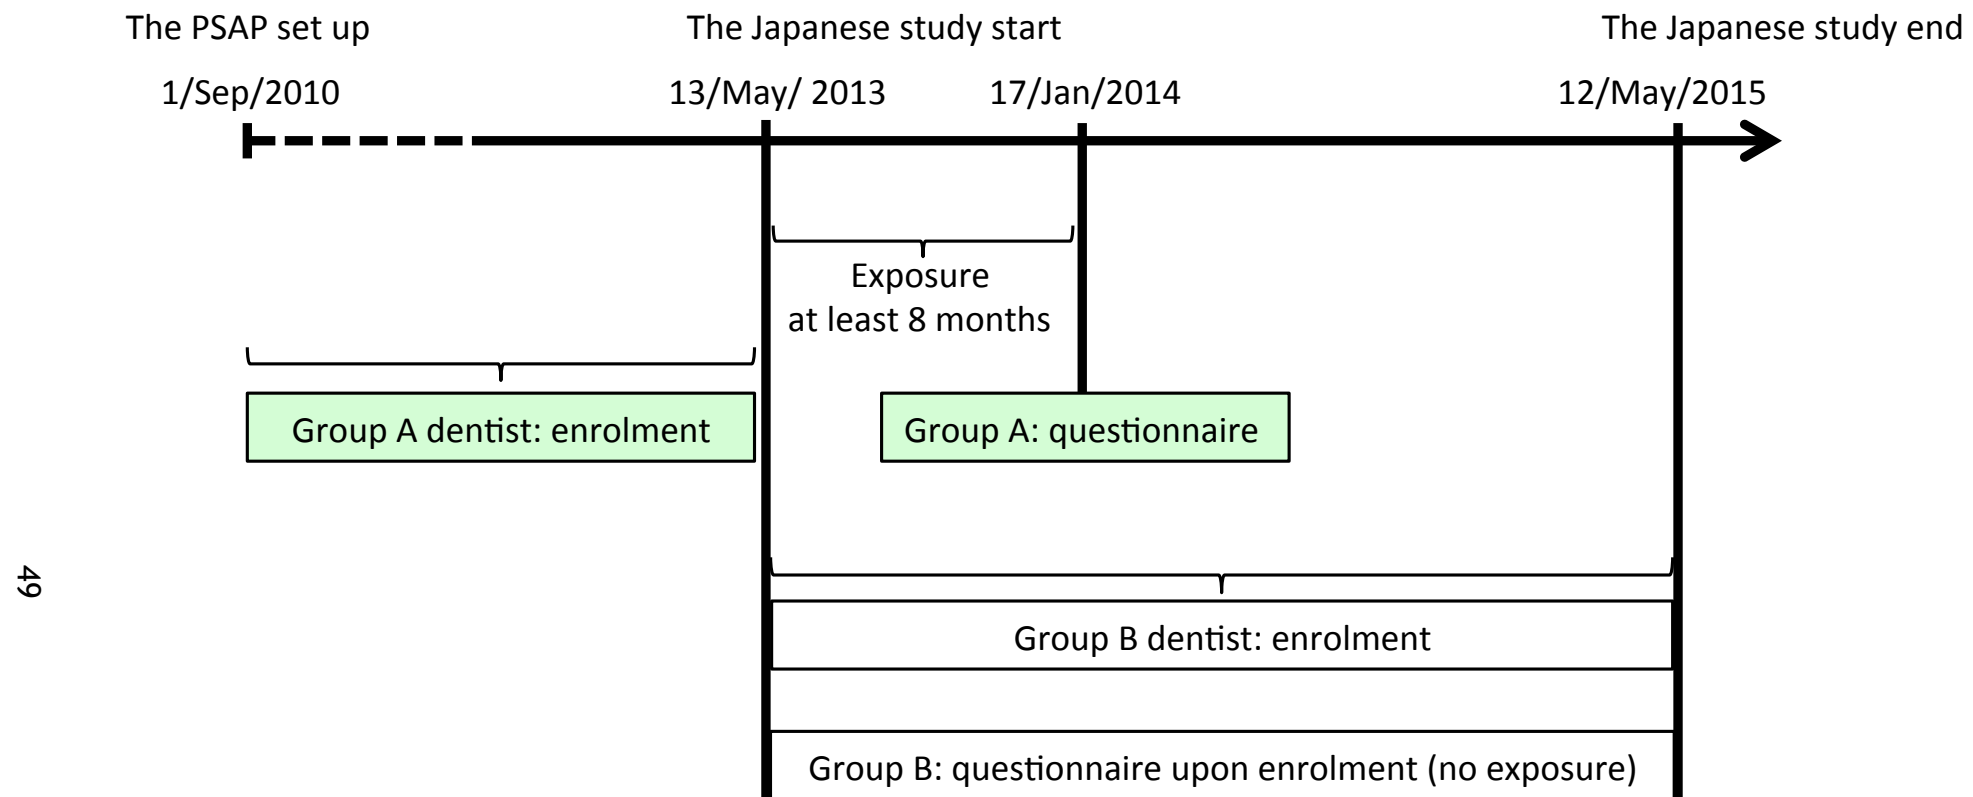 The PSAP set up
The Japanese study start
The Japanese study end
1/Sep/2010
13/May/ 2013
17/Jan/2014
12/May/2015
Exposure
at least 8 months
Group A dentist: enrolment
Group A: questionnaire
49
Group B dentist: enrolment
Group B: questionnaire upon enrolment (no exposure)